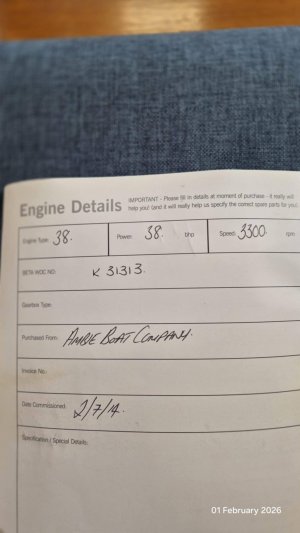 Engine Details
IMPORTANT - Please fill in details at moment of purchase - it really will
help you! (and it will really help us specify the correct spare parts for you)
Engine Type: 38. Power: 38. bhp Speed: 3300. rpm
BETA WOC NO: K 31313.
Gearbox Type:
Purchased From: AMBLE BOAT COMPANY.
Invoice No.:
Date Commissioned: 2/7/14.
Specification / Special Details:
01 February 2026